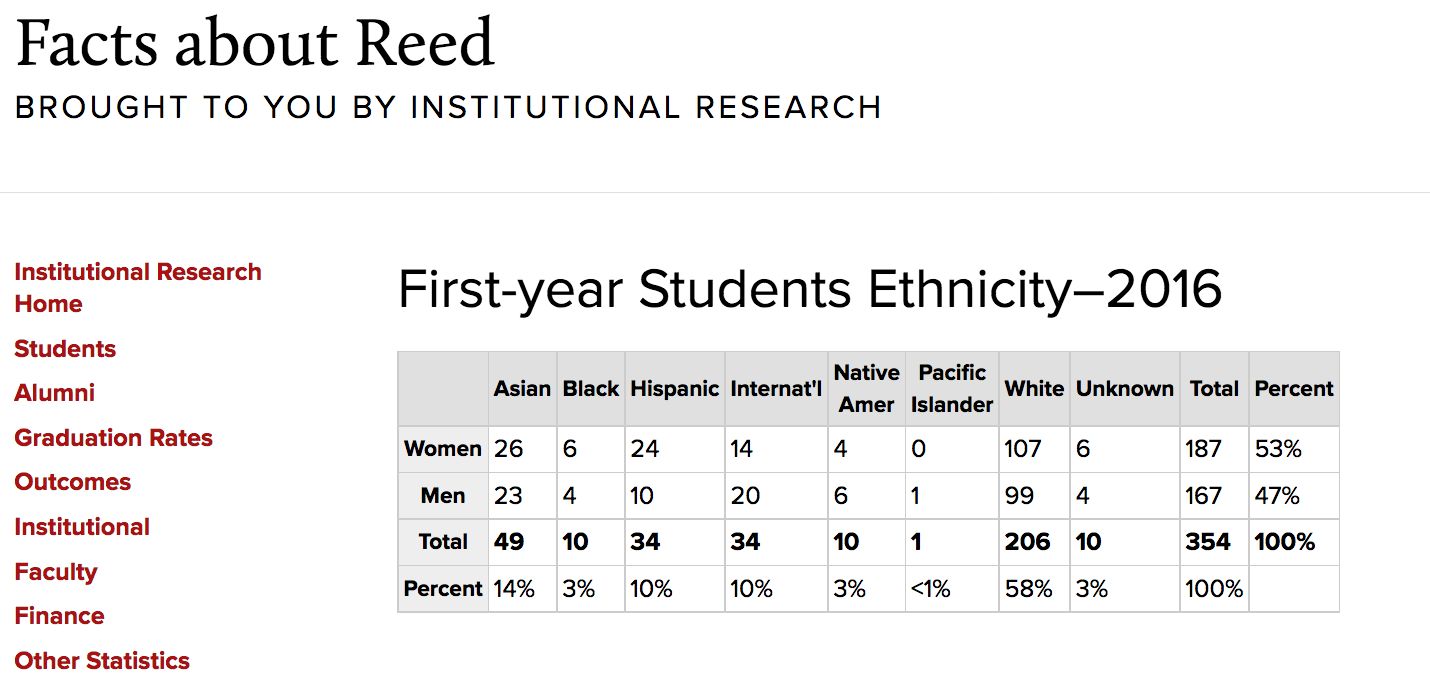 Facts about Reed
BROUGHT TO YOU BY INSTITUTIONAL RESEARCH
Institutional Research
Home
Students
Alumni
Graduation Rates
Outcomes
Institutional
Faculty
Finance
Other Statistics
First-year Students Ethnicity–2016
Asian Black Hispanic Internat'l Native Amer Pacific Islander White Unknown Total Percent
Women 26 6 24 14 4 0 107 6 187 53%
Men 23 4 10 20 6 1 99 4 167 47%
Total 49 10 34 34 10 1 206 10 354 100%
Percent 14% 3% 10% 10% 3% <1% 58% 3% 100%